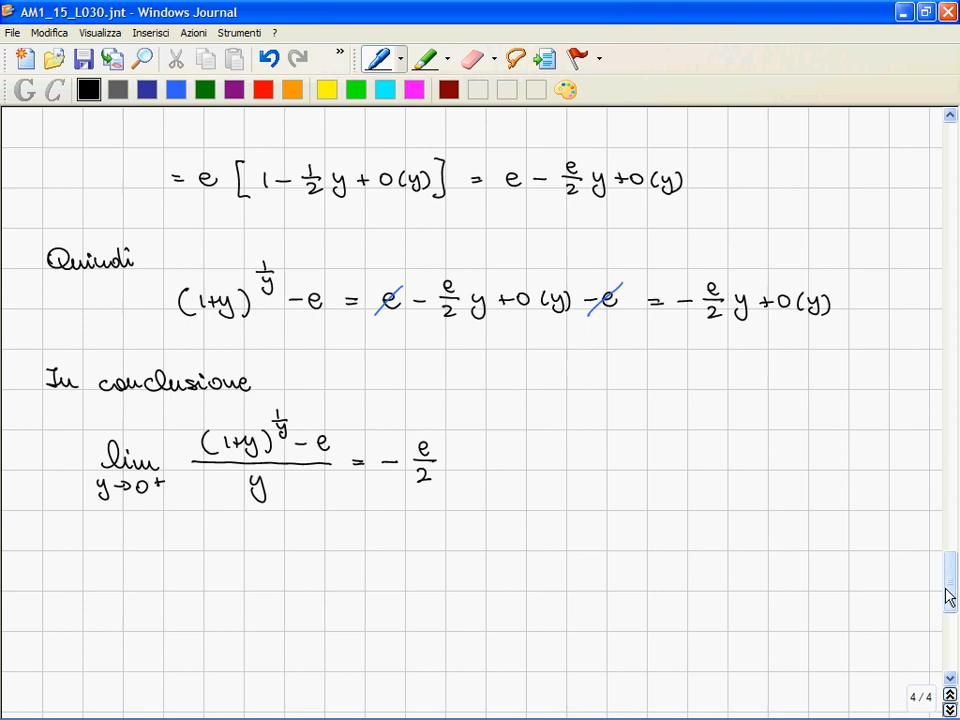 AM1_15_L030.jnt - Windows Journal
File Modifica Visualizza Inserisci Azioni Strumenti ?
»
G C
= e [1 - 1/2 y + o(y)] = e - e/2 y + o(y)
Quindi
(1+y)^(1/y) - e = e - e/2 y + o(y) - e = - e/2 y + o(y)
In conclusione
lim y→0+ ((1+y)^(1/y) - e)/y = - e/2
4/4